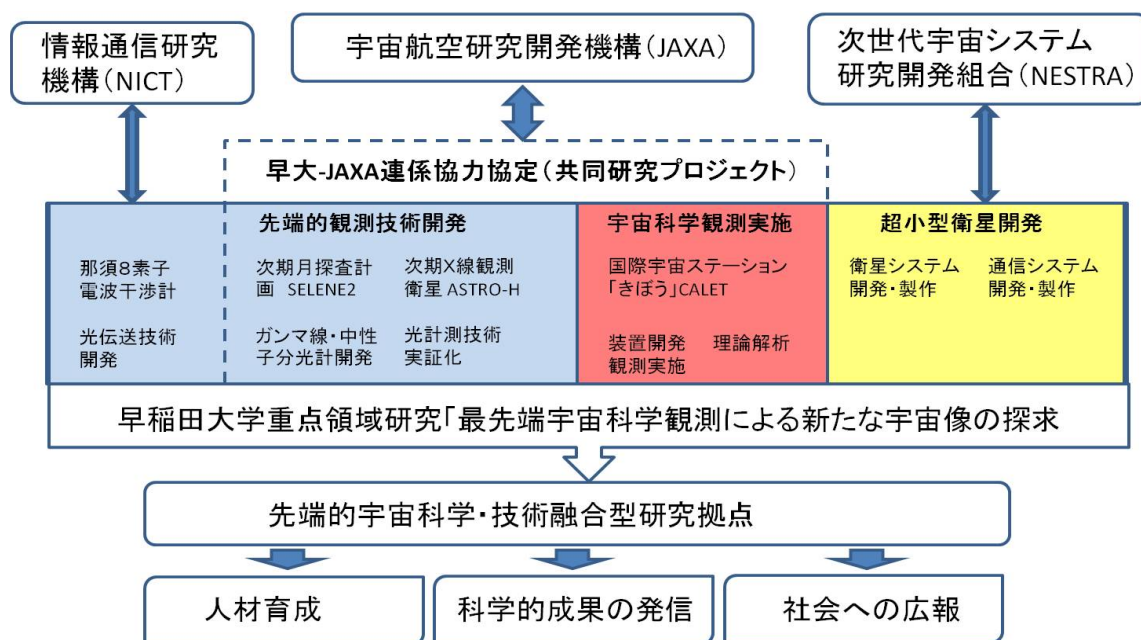 情報通信研究
機構(NICT)
宇宙航空研究開発機構(JAXA)
次世代宇宙システム
研究開発組合(NESTRA)
早大-JAXA連係協力協定(共同研究プロジェクト)
先端的観測技術開発
宇宙科学観測実施
超小型衛星開発
那須8素子
電波干渉計
光伝送技術
開発
次期月探査計
画 SELENE2
次期X線観測
衛星 ASTRO-H
ガンマ線・中性
子分光計開発
光計測技術
実証化
国際宇宙ステーション
「きぼう」CALET
装置開発
観測実施
理論解析
衛星システム
開発・製作
通信システム
開発・製作
早稲田大学重点領域研究「最先端宇宙科学観測による新たな宇宙像の探求
先端的宇宙科学・技術融合型研究拠点
人材育成
科学的成果の発信
社会への広報